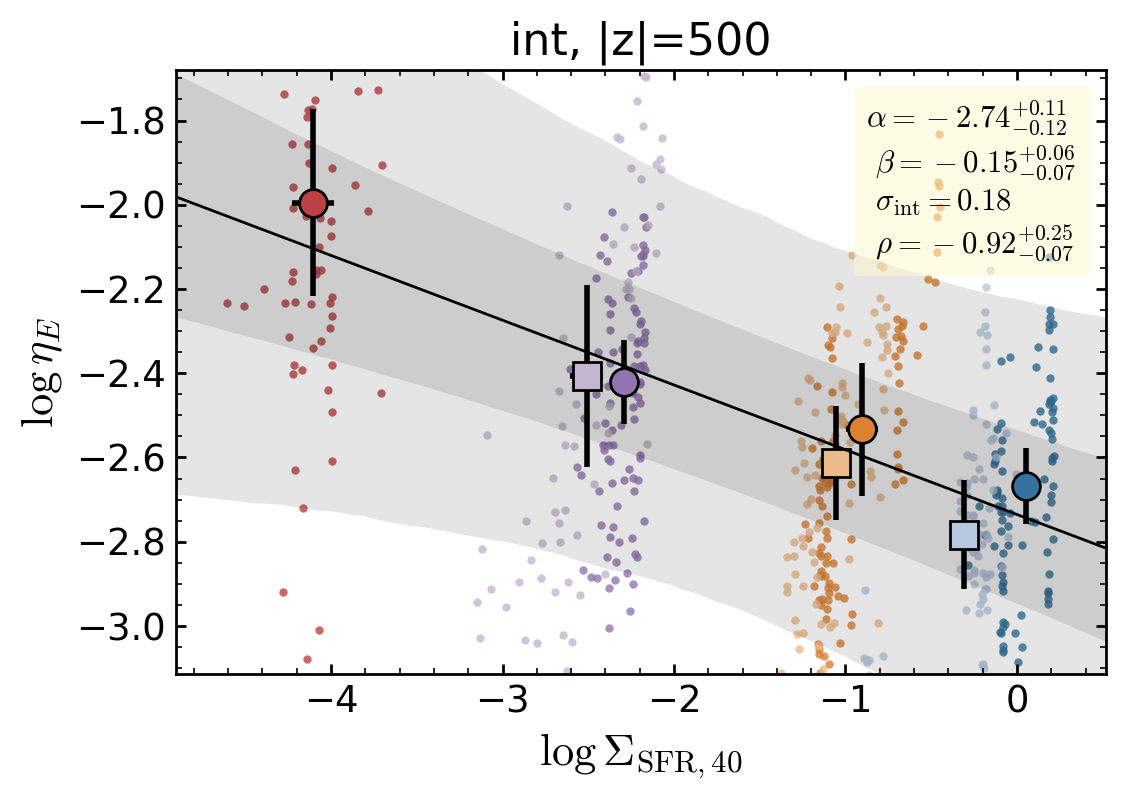 int, |z|=500
α = −2.74^{+0.11}_{−0.12}
β = −0.15^{+0.06}_{−0.07}
σ_int = 0.18
ρ = −0.92^{+0.25}_{−0.07}
log η_E
−1.8
−2.0
−2.2
−2.4
−2.6
−2.8
−3.0
−4 −3 −2 −1 0
log Σ_{SFR, 40}